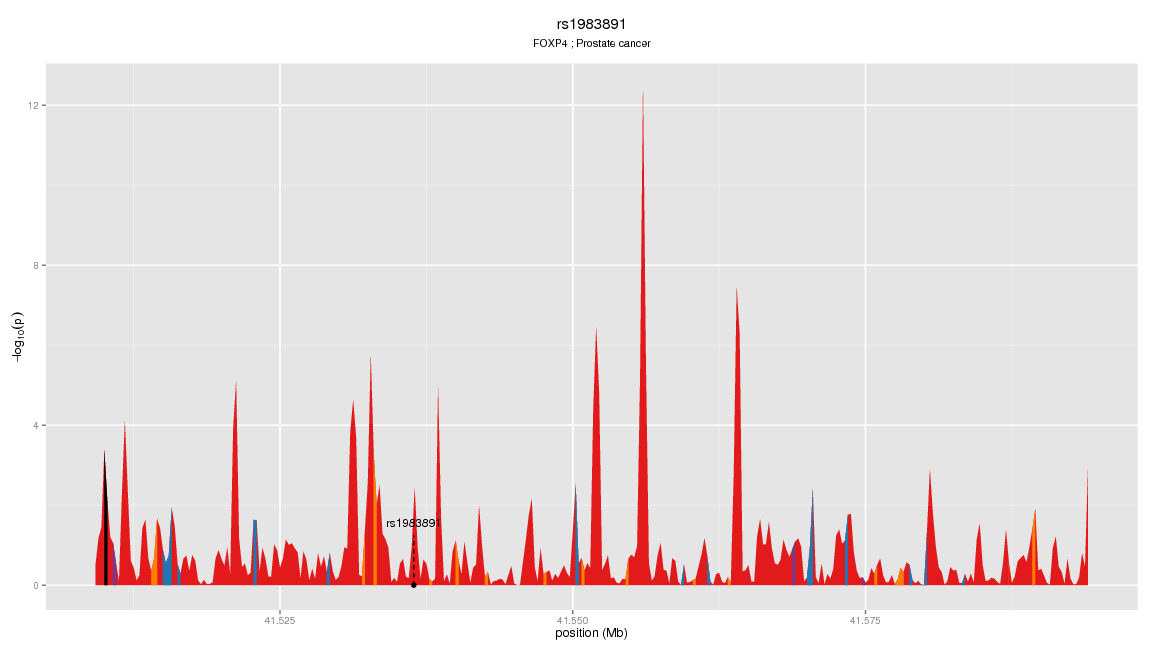 rs1983891
FOXP4 ; Prostate cancer
12
8
4
0
−log10(p)
rs1983891
41.525
41.550
41.575
position (Mb)